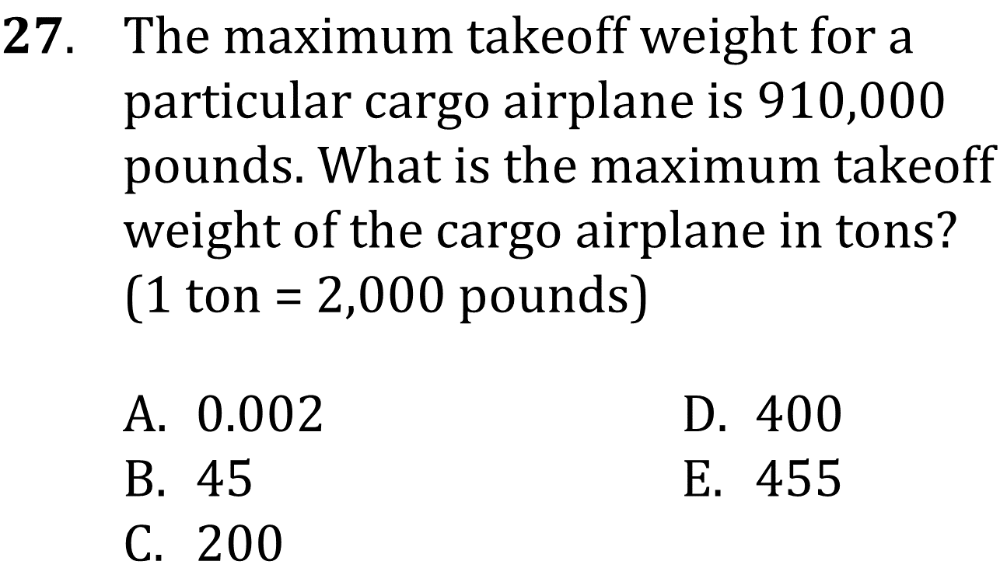 27. The maximum takeoff weight for a
particular cargo airplane is 910,000
pounds. What is the maximum takeoff
weight of the cargo airplane in tons?
(1 ton = 2,000 pounds)
A. 0.002
B. 45
C. 200
D. 400
E. 455